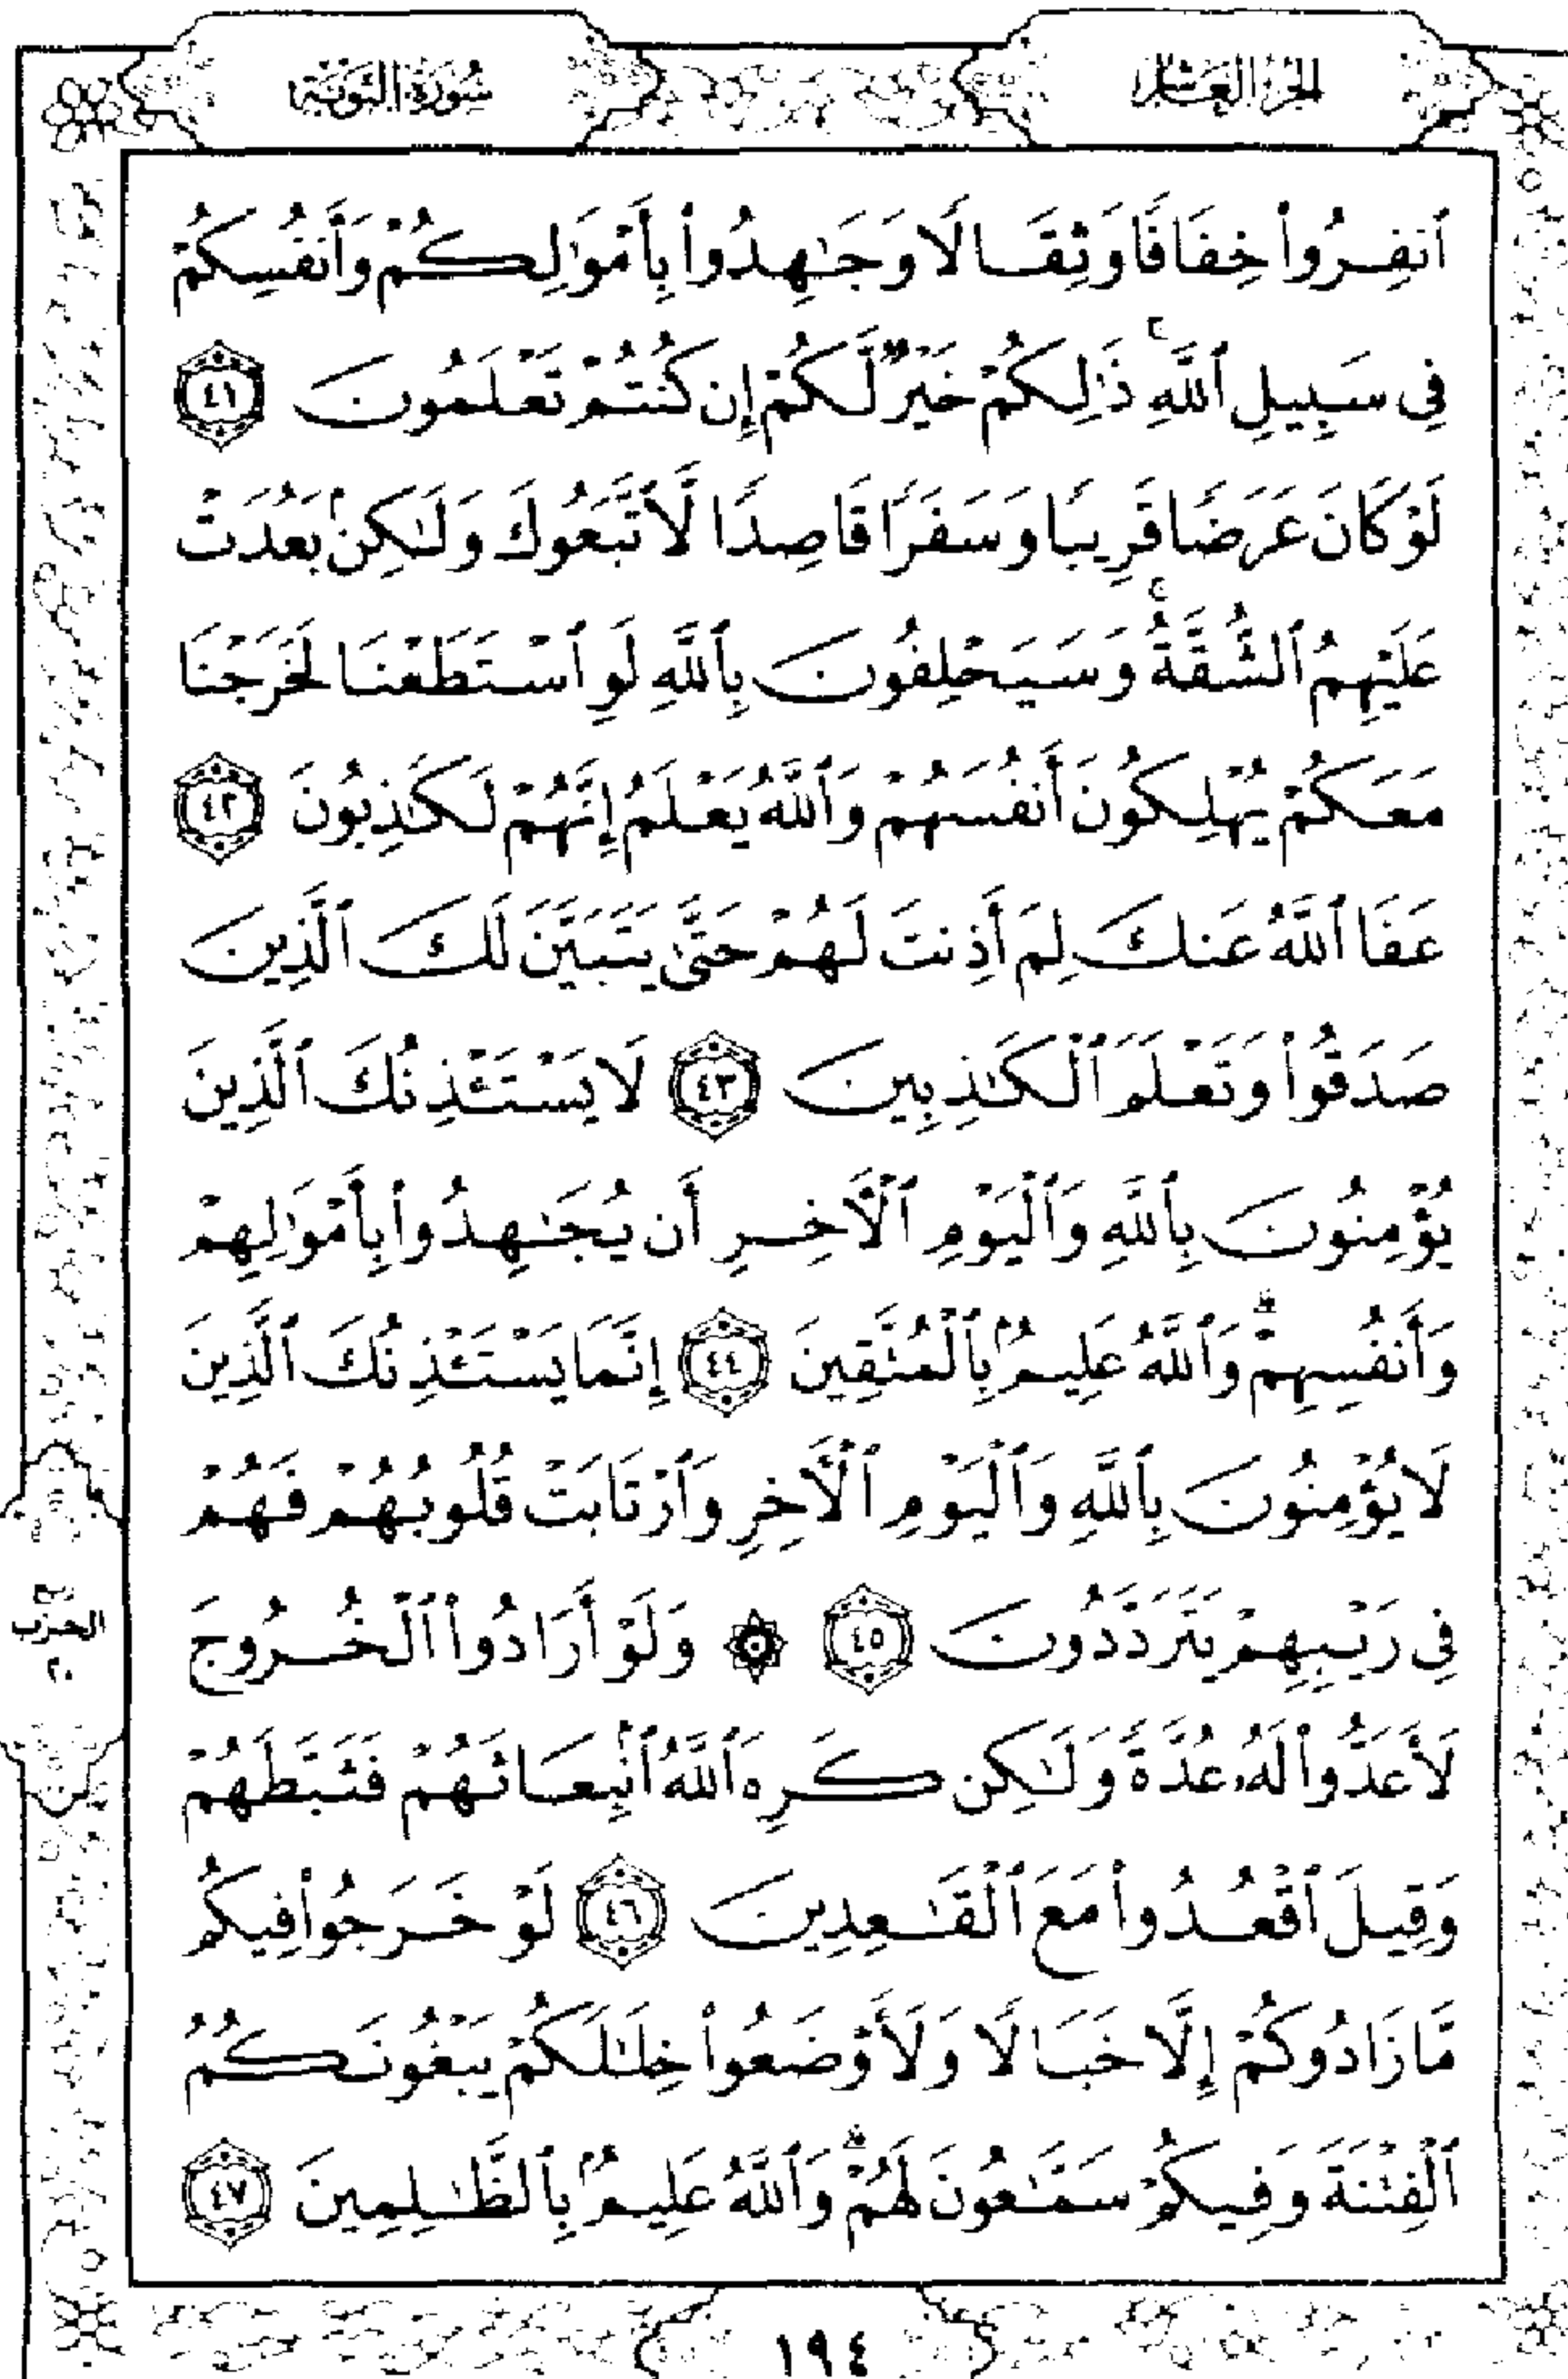 الجزء العاشر
سورة التوبة
ٱنفِرُوا۟ خِفَافًا وَثِقَالًا وَجَٰهِدُوا۟ بِأَمْوَٰلِكُمْ وَأَنفُسِكُمْ
فِى سَبِيلِ ٱللَّهِ ۚ ذَٰلِكُمْ خَيْرٌ لَّكُمْ إِن كُنتُمْ تَعْلَمُونَ ٤١
لَوْ كَانَ عَرَضًا قَرِيبًا وَسَفَرًا قَاصِدًا لَّٱتَّبَعُوكَ وَلَٰكِنۢ بَعُدَتْ
عَلَيْهِمُ ٱلشُّقَّةُ ۚ وَسَيَحْلِفُونَ بِٱللَّهِ لَوِ ٱسْتَطَعْنَا لَخَرَجْنَا
مَعَكُمْ يُهْلِكُونَ أَنفُسَهُمْ وَٱللَّهُ يَعْلَمُ إِنَّهُمْ لَكَٰذِبُونَ ٤٢
عَفَا ٱللَّهُ عَنكَ لِمَ أَذِنتَ لَهُمْ حَتَّىٰ يَتَبَيَّنَ لَكَ ٱلَّذِينَ
صَدَقُوا۟ وَتَعْلَمَ ٱلْكَٰذِبِينَ ٤٣ لَا يَسْتَـْٔذِنُكَ ٱلَّذِينَ
يُؤْمِنُونَ بِٱللَّهِ وَٱلْيَوْمِ ٱلْـَٔاخِرِ أَن يُجَٰهِدُوا۟ بِأَمْوَٰلِهِمْ
وَأَنفُسِهِمْ ۗ وَٱللَّهُ عَلِيمٌۢ بِٱلْمُتَّقِينَ ٤٤ إِنَّمَا يَسْتَـْٔذِنُكَ ٱلَّذِينَ
لَا يُؤْمِنُونَ بِٱللَّهِ وَٱلْيَوْمِ ٱلْـَٔاخِرِ وَٱرْتَابَتْ قُلُوبُهُمْ فَهُمْ
فِى رَيْبِهِمْ يَتَرَدَّدُونَ ٤٥ ۞ وَلَوْ أَرَادُوا۟ ٱلْخُرُوجَ
لَأَعَدُّوا۟ لَهُۥ عُدَّةً وَلَٰكِن كَرِهَ ٱللَّهُ ٱنۢبِعَاثَهُمْ فَثَبَّطَهُمْ
وَقِيلَ ٱقْعُدُوا۟ مَعَ ٱلْقَٰعِدِينَ ٤٦ لَوْ خَرَجُوا۟ فِيكُم
مَّا زَادُوكُمْ إِلَّا خَبَالًا وَلَأَوْضَعُوا۟ خِلَٰلَكُمْ يَبْغُونَكُمُ
ٱلْفِتْنَةَ وَفِيكُمْ سَمَّٰعُونَ لَهُمْ ۗ وَٱللَّهُ عَلِيمٌۢ بِٱلظَّٰلِمِينَ ٤٧
الحزب
٢٠
١٩٤